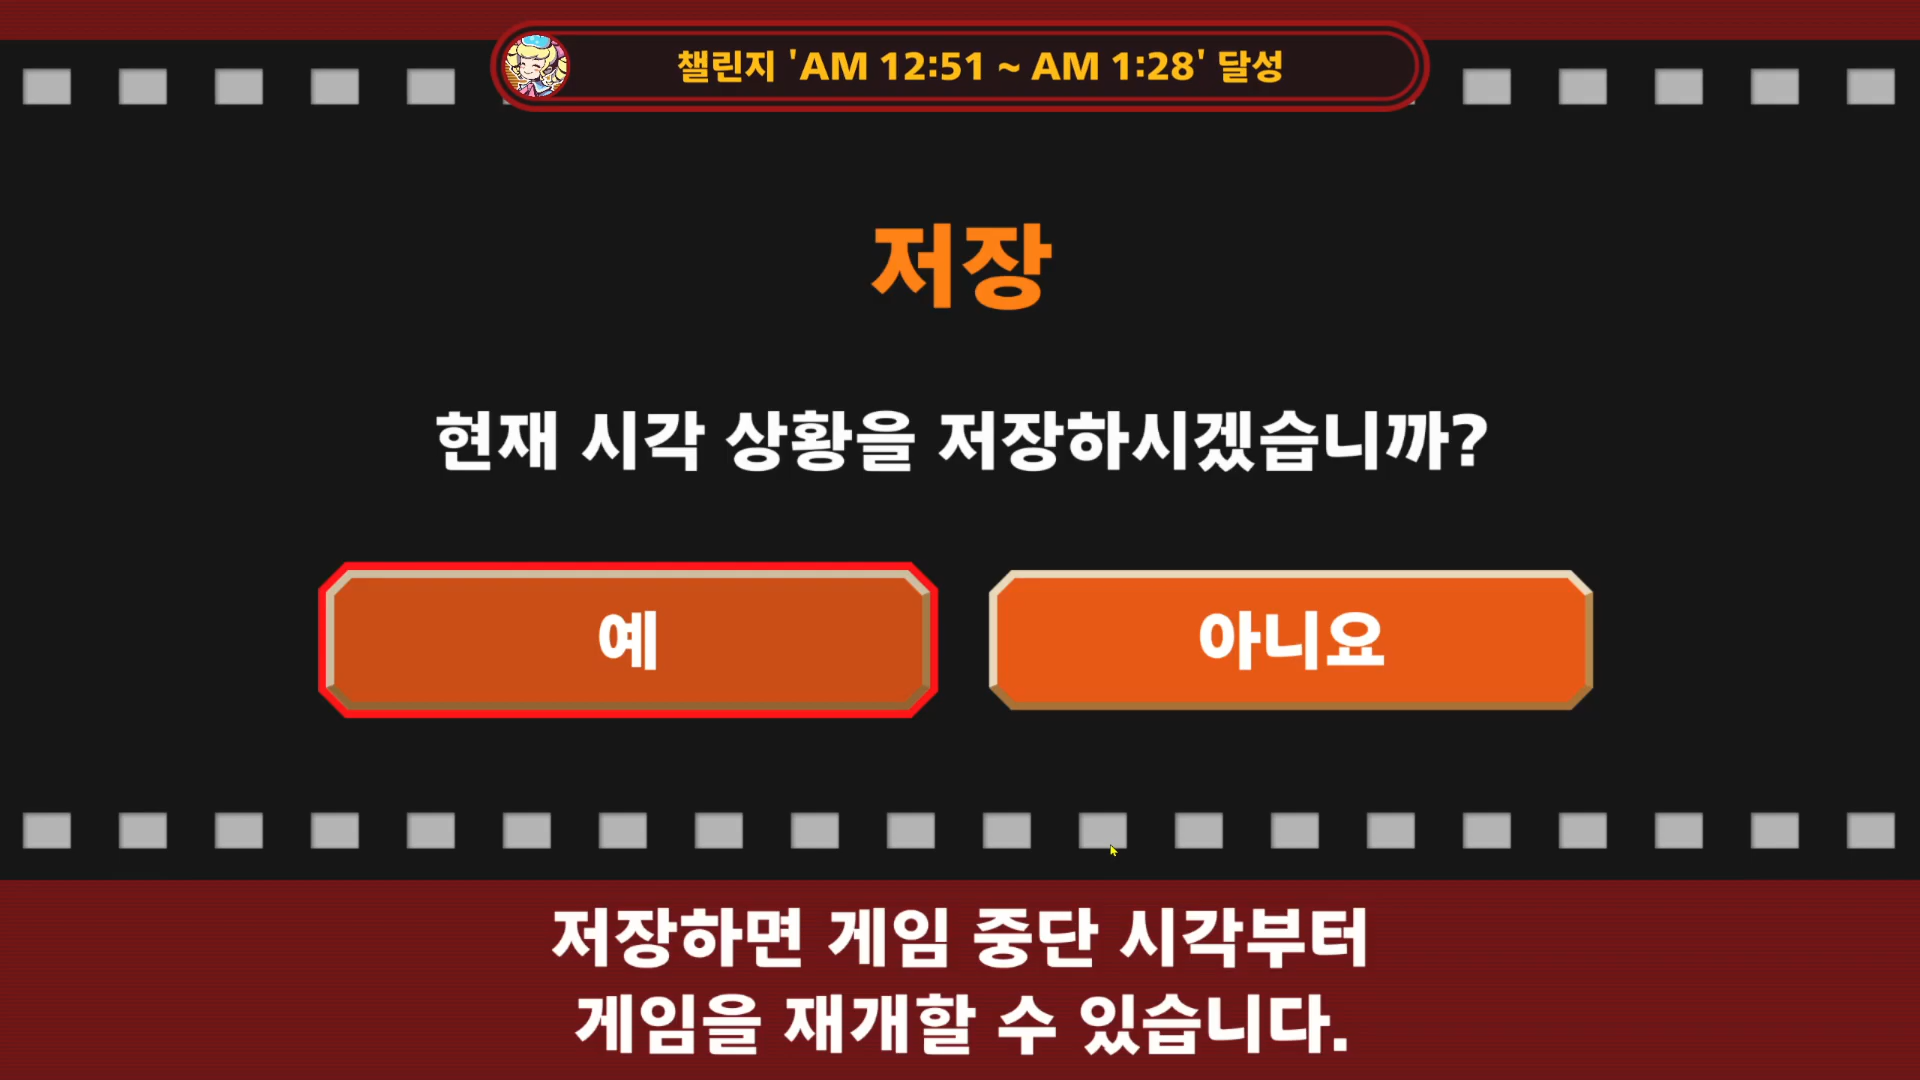 챌린지 'AM 12:51 ~ AM 1:28' 달성
저장
현재 시각 상황을 저장하시겠습니까?
예
아니요
저장하면 게임 중단 시각부터
게임을 재개할 수 있습니다.